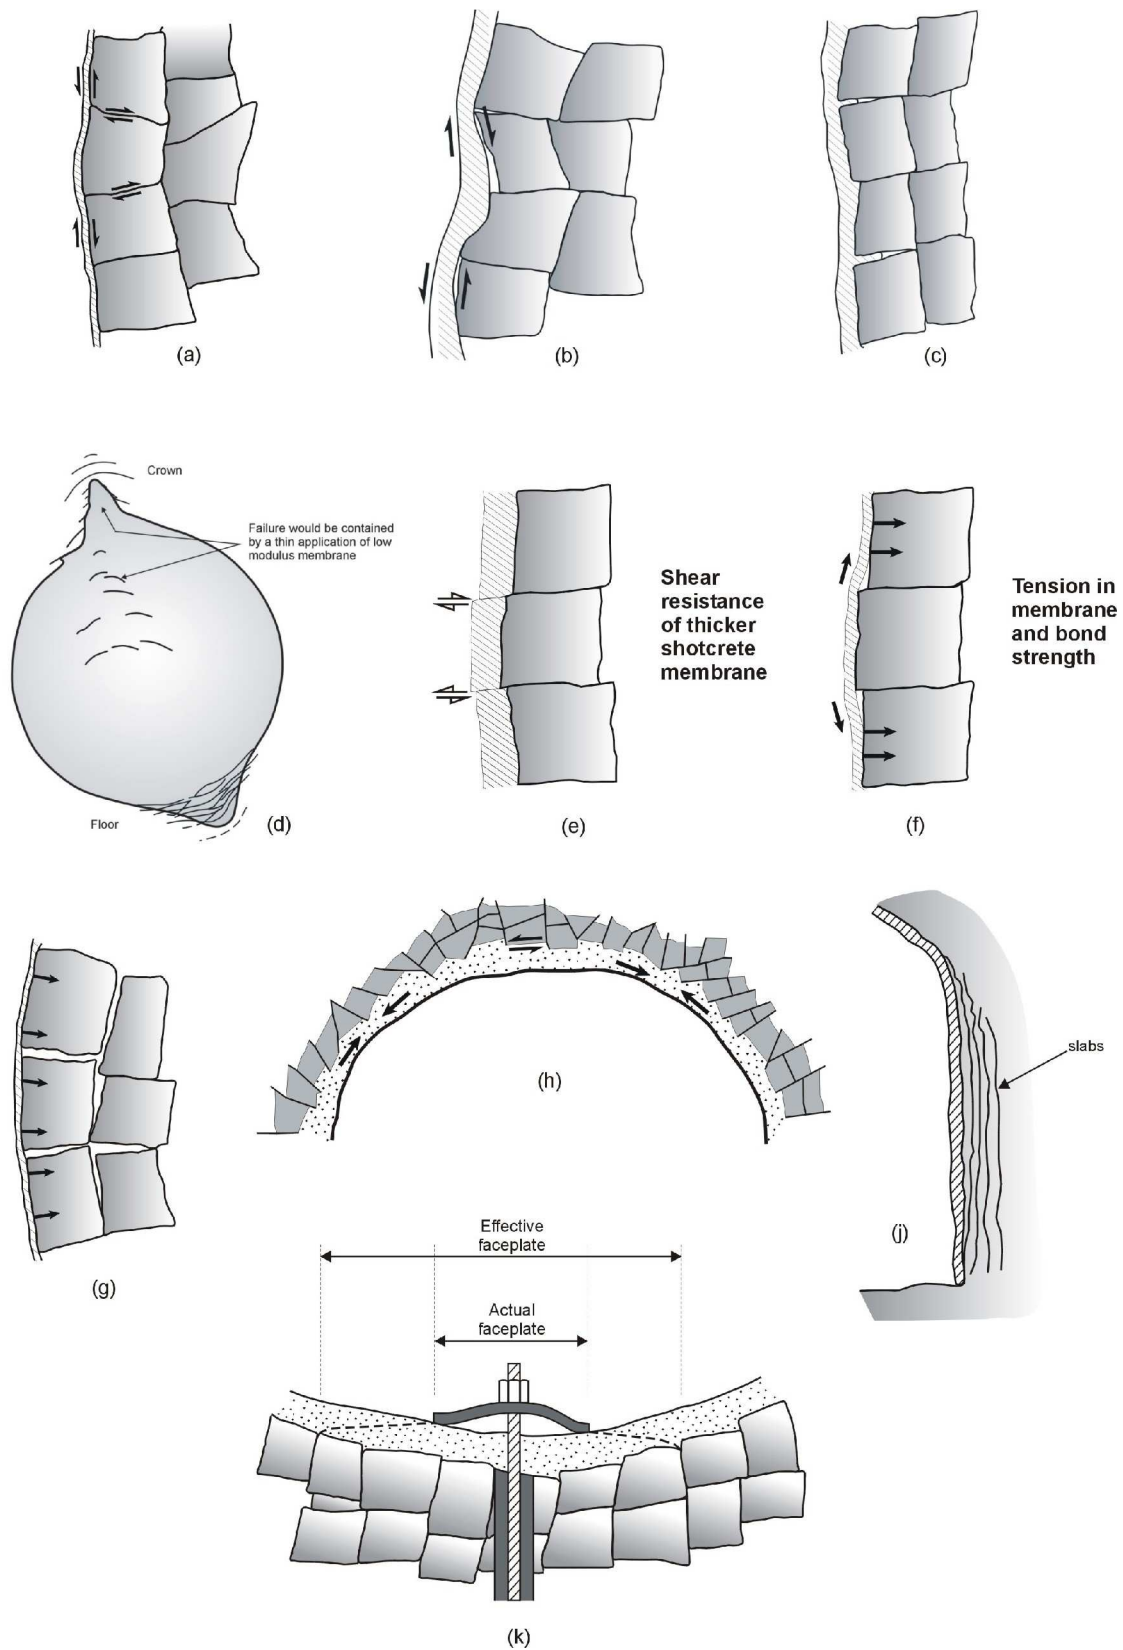 (a)
(b)
(c)
Crown
Failure would be contained
by a thin application of low
modulus membrane
Floor
(d)
Shear
resistance
of thicker
shotcrete
membrane
(e)
Tension in
membrane
and bond
strength
(f)
(g)
(h)
slabs
(j)
Effective
faceplate
Actual
faceplate
(k)